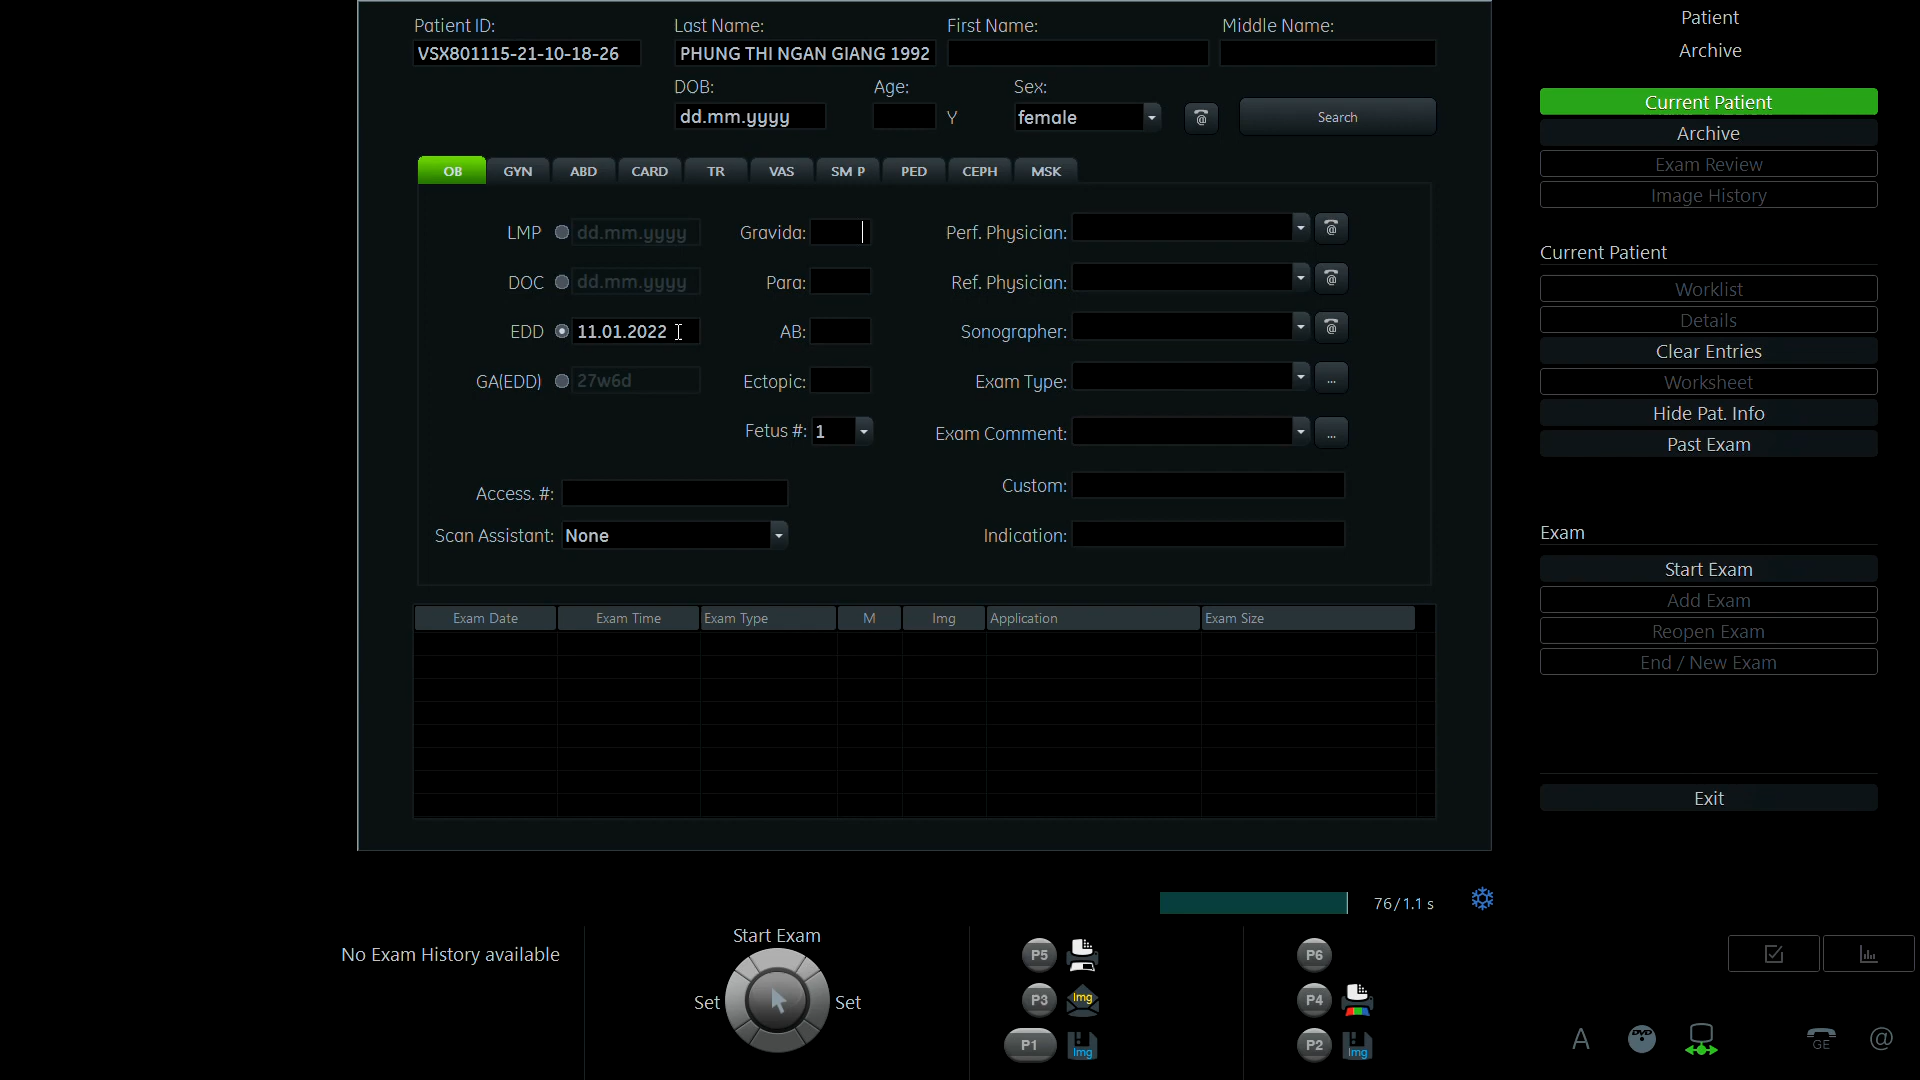 Patient ID: Last Name: First Name: Middle Name:
VSX801115-21-10-18-26 PHUNG THI NGAN GIANG 1992
DOB: Age: Sex:
dd.mm.yyyy Y female @ Search
OB GYN ABD CARD TR VAS SM P PED CEPH MSK
LMP dd.mm.yyyy Gravida: Perf. Physician: @
DOC dd.mm.yyyy Para: Ref. Physician: @
EDD 11.01.2022 AB: Sonographer: @
GA(EDD) 27w6d Ectopic: Exam Type: ...
Fetus #: 1 Exam Comment: ...
Access. #: Custom:
Scan Assistant: None Indication:
Exam Date Exam Time Exam Type M Img Application Exam Size
Patient
Archive
Current Patient
Archive
Exam Review
Image History
Current Patient
Worklist
Details
Clear Entries
Worksheet
Hide Pat. Info
Past Exam
Exam
Start Exam
Add Exam
Reopen Exam
End / New Exam
Exit
76/1.1 s
No Exam History available
Start Exam
Set Set
P5 P6
P3 Img P4
P1 Img P2 Img
A DVD GE @